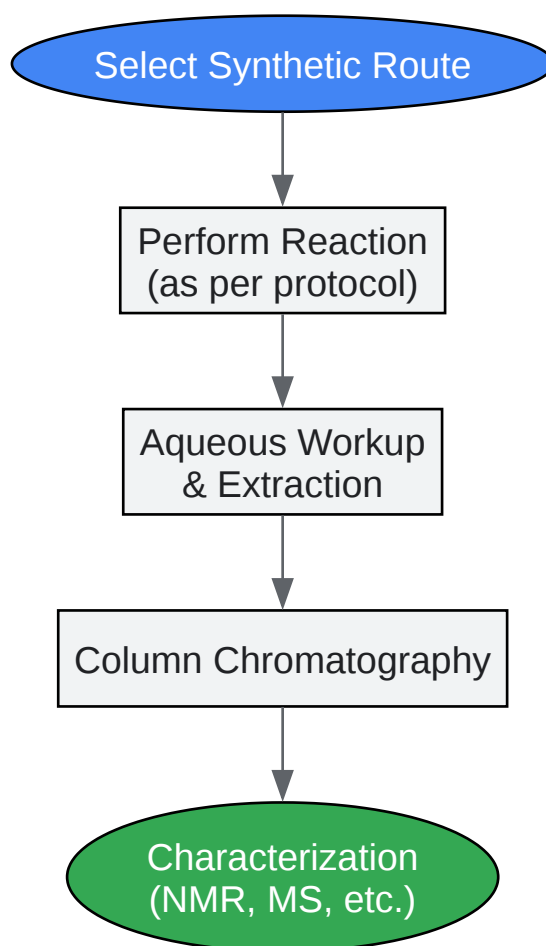 Select Synthetic Route
Perform Reaction
(as per protocol)
Aqueous Workup
& Extraction
Column Chromatography
Characterization
(NMR, MS, etc.)